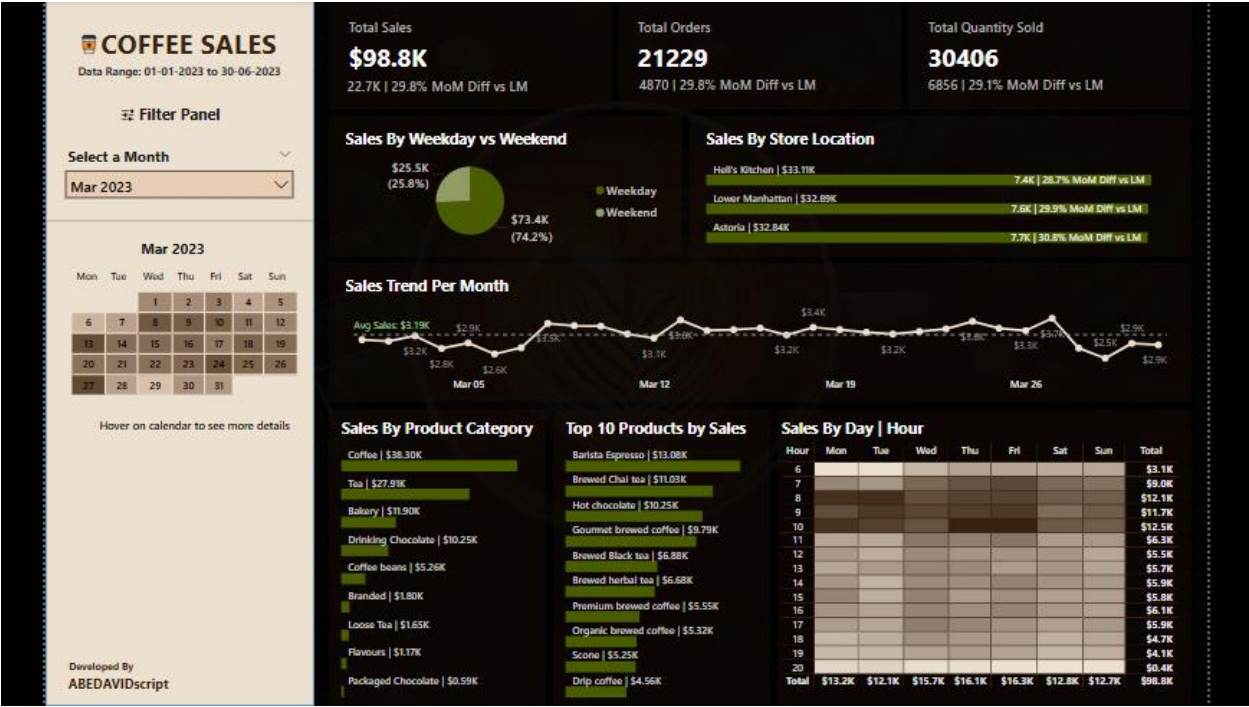 COFFEE SALES
Data Range: 01-01-2023 to 30-06-2023
Filter Panel
Select a Month
Mar 2023
Mar 2023
Mon Tue Wed Thu Fri Sat Sun
1 2 3 4 5
6 7 8 9 10 11 12
13 14 15 16 17 18 19
20 21 22 23 24 25 26
27 28 29 30 31
Hover on calendar to see more details
Developed By
ABEDAVIDscript
Total Sales
$98.8K
22.7K | 29.8% MoM Diff vs LM
Total Orders
21229
4870 | 29.8% MoM Diff vs LM
Total Quantity Sold
30406
6856 | 29.1% MoM Diff vs LM
Sales By Weekday vs Weekend
$25.5K
(25.8%)
$73.4K
(74.2%)
Weekday
Weekend
Sales By Store Location
Hell's Kitchen | $33.11K
7.4K | 28.7% MoM Diff vs LM
Lower Manhattan | $32.89K
7.6K | 29.9% MoM Diff vs LM
Astoria | $32.84K
7.7K | 30.8% MoM Diff vs LM
Sales Trend Per Month
Avg Sales: $3.19K
$3.2K
$2.8K
$2.9K
$2.6K
$3.5K
$3.1K
$3.2K
$3.4K
$3.2K
$3.3K
$2.5K
$2.9K
$2.9K
Mar 05 Mar 12 Mar 19 Mar 26
Sales By Product Category
Coffee | $38.30K
Tea | $27.91K
Bakery | $11.90K
Drinking Chocolate | $10.25K
Coffee beans | $5.26K
Branded | $1.80K
Loose Tea | $1.65K
Flavours | $1.17K
Packaged Chocolate | $0.59K
Top 10 Products by Sales
Barista Espresso | $13.08K
Brewed Chai tea | $11.03K
Hot chocolate | $10.25K
Gourmet brewed coffee | $9.79K
Brewed Black tea | $6.88K
Brewed herbal tea | $6.68K
Premium brewed coffee | $5.55K
Organic brewed coffee | $5.32K
Scone | $5.25K
Drip coffee | $4.56K
Sales By Day | Hour
Hour Mon Tue Wed Thu Fri Sat Sun Total
6 $3.1K
7 $9.0K
8 $12.1K
9 $11.7K
10 $12.5K
11 $6.3K
12 $5.5K
13 $5.7K
14 $5.9K
15 $5.8K
16 $6.1K
17 $5.9K
18 $4.7K
19 $4.1K
20 $0.4K
Total $13.2K $12.1K $15.7K $16.1K $16.3K $12.8K $12.7K $98.8K